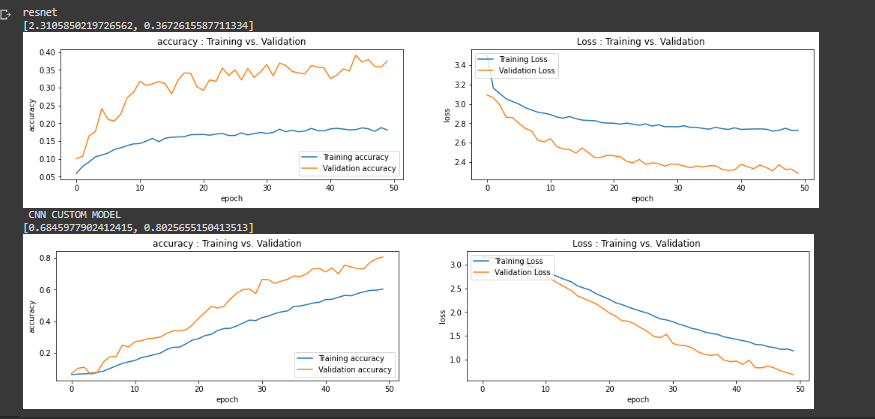 resnet
[2.3105850219726562, 0.3672615587711334]
accuracy : Training vs. Validation
0.40
0.35
0.30
0.25
0.20
0.15
0.10
0.05
accuracy
Training accuracy
Validation accuracy
0 10 20 30 40 50
epoch
Loss : Training vs. Validation
Training Loss
Validation Loss
3.4
3.2
3.0
2.8
2.6
2.4
loss
0 10 20 30 40 50
epoch
CNN CUSTOM MODEL
[0.6845977902412415, 0.8025655150413513]
accuracy : Training vs. Validation
0.8
0.6
0.4
0.2
accuracy
Training accuracy
Validation accuracy
0 10 20 30 40 50
epoch
Loss : Training vs. Validation
Training Loss
Validation Loss
3.0
2.5
2.0
1.5
1.0
loss
0 10 20 30 40 50
epoch